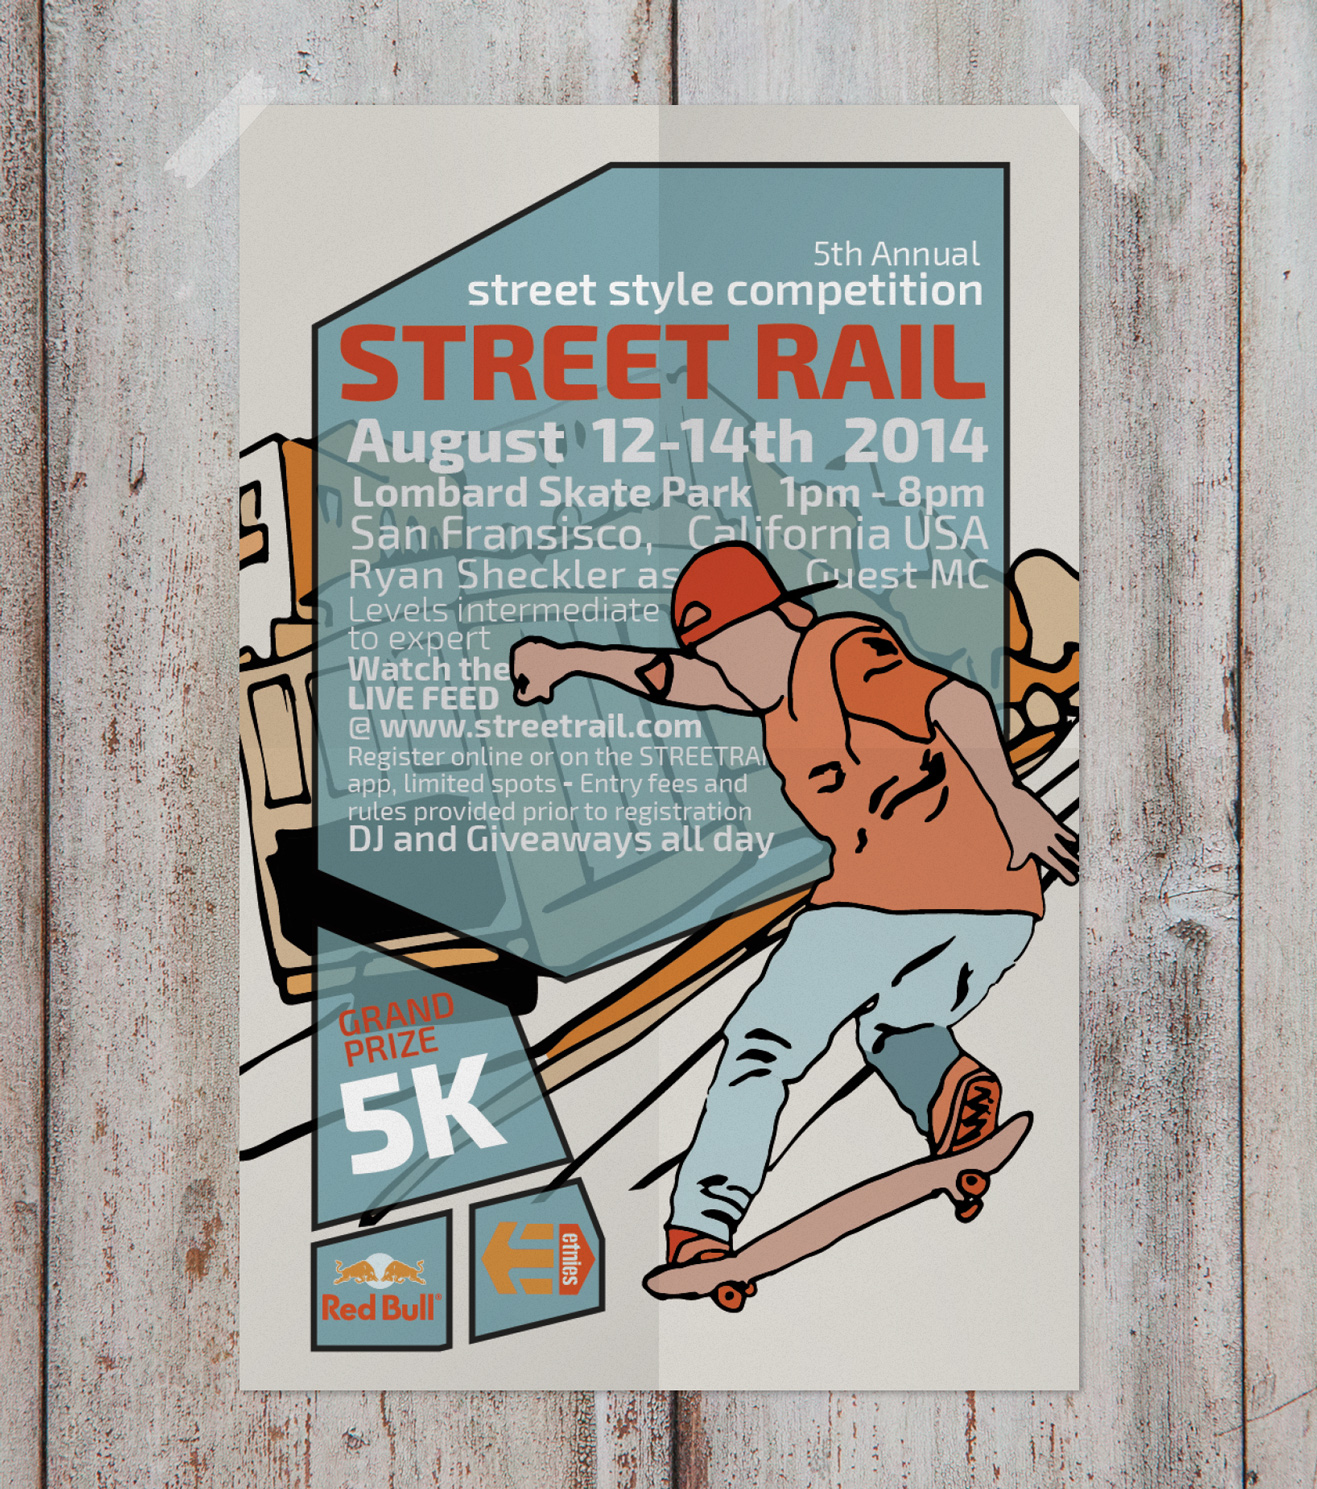 5th Annual
street style competition
STREET RAIL
August 12-14th 2014
Lombard Skate Park 1pm - 8pm
San Fransisco, California USA
Ryan Sheckler as Guest MC
Levels intermediate
to expert
Watch the
LIVE FEED
@ www.streetrail.com
Register online or on the STREETRAI
app, limited spots - Entry fees and
rules provided prior to registration
DJ and Giveaways all day
GRAND
PRIZE
5K
Red Bull®
etnies